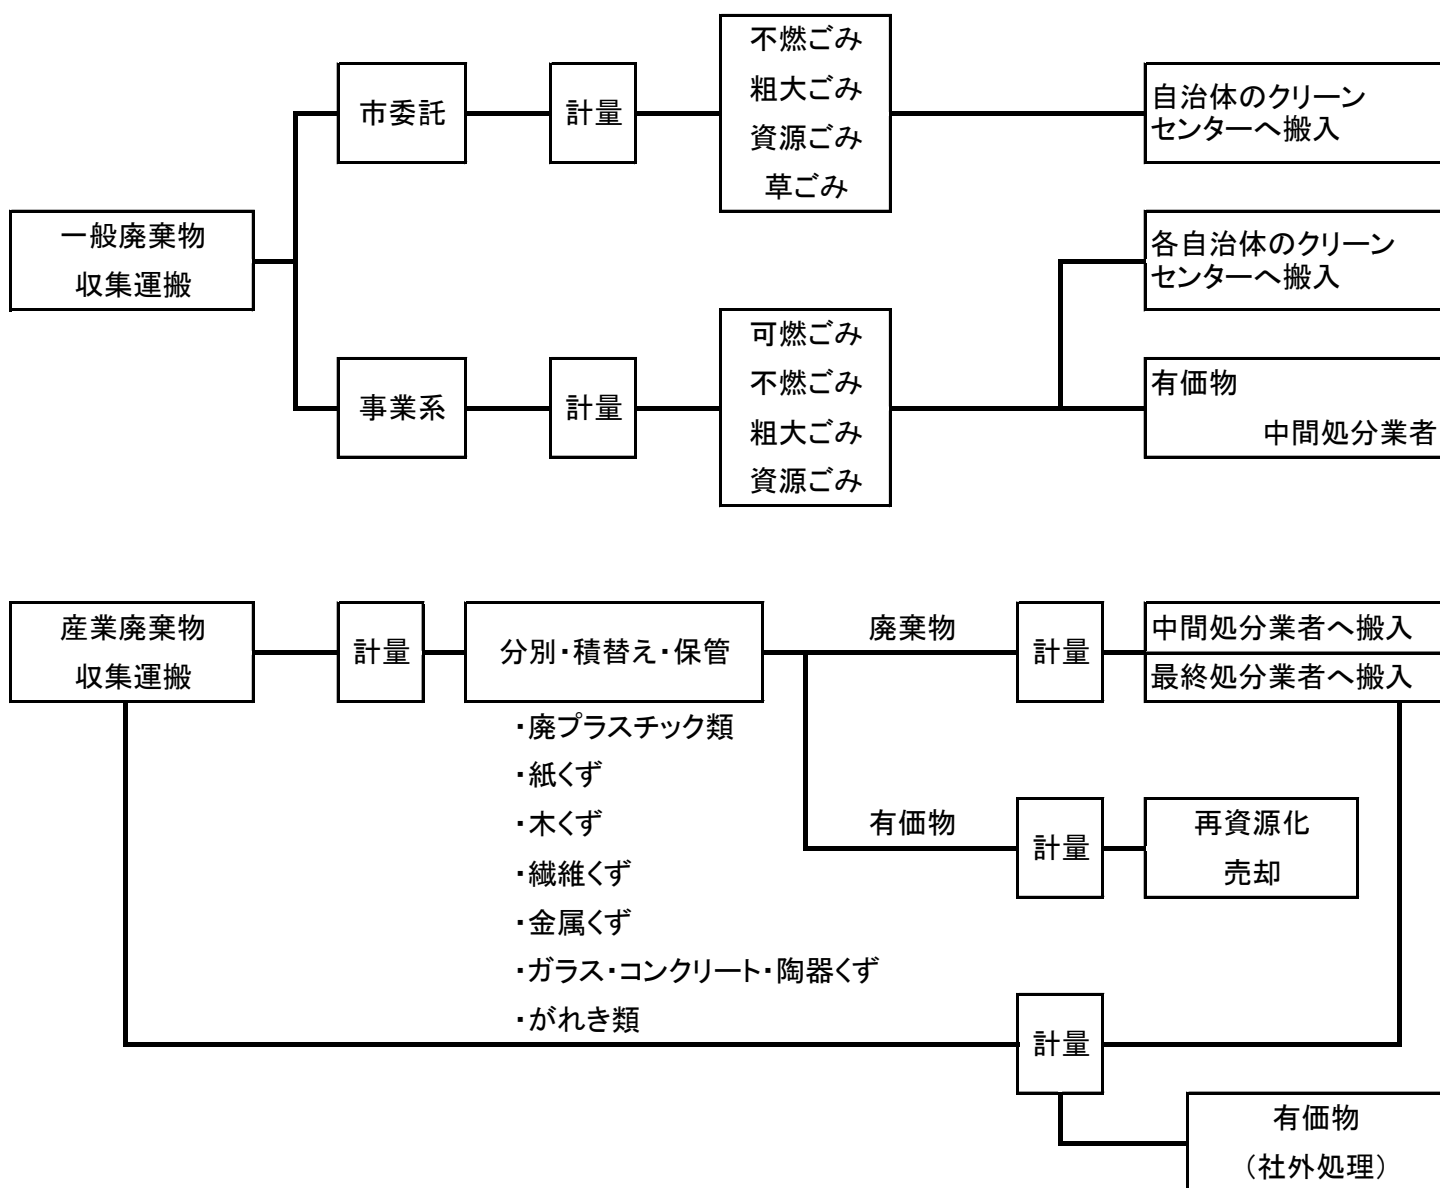 不燃ごみ
粗大ごみ
資源ごみ
草ごみ
市委託
計量
自治体のクリーン
センターへ搬入
一般廃棄物
収集運搬
各自治体のクリーン
センターへ搬入
可燃ごみ
不燃ごみ
粗大ごみ
資源ごみ
事業系
計量
有価物
中間処分業者
産業廃棄物
収集運搬
計量
分別・積替え・保管
廃棄物
計量
中間処分業者へ搬入
最終処分業者へ搬入
・廃プラスチック類
・紙くず
・木くず
・繊維くず
・金属くず
・ガラス・コンクリート・陶器くず
・がれき類
有価物
計量
再資源化
売却
計量
有価物
（社外処理）